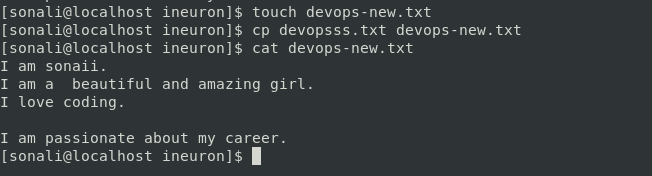 [sonali@localhost ineuron]$ touch devops-new.txt
[sonali@localhost ineuron]$ cp devopsss.txt devops-new.txt
[sonali@localhost ineuron]$ cat devops-new.txt
I am sonaii.
I am a  beautiful and amazing girl.
I love coding.

I am passionate about my career.
[sonali@localhost ineuron]$